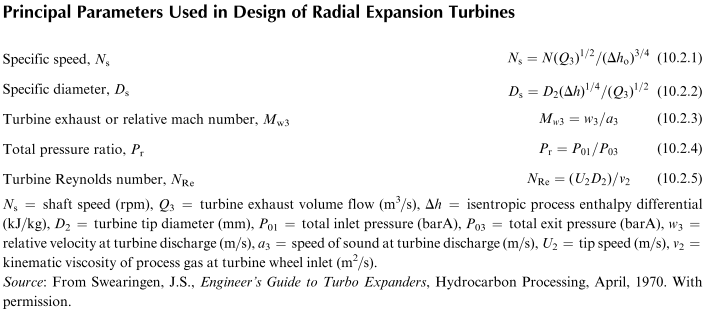 Principal Parameters Used in Design of Radial Expansion Turbines
Specific speed, Ns    Ns = N(Q3)^1/2/(Δho)^3/4 (10.2.1)
Specific diameter, Ds    Ds = D2(Δh)^1/4/(Q3)^1/2 (10.2.2)
Turbine exhaust or relative mach number, Mw3    Mw3 = w3/a3 (10.2.3)
Total pressure ratio, Pr    Pr = P01/P03 (10.2.4)
Turbine Reynolds number, NRe    NRe = (U2D2)/ν2 (10.2.5)
Ns = shaft speed (rpm), Q3 = turbine exhaust volume flow (m^3/s), Δh = isentropic process enthalpy differential
(kJ/kg), D2 = turbine tip diameter (mm), P01 = total inlet pressure (barA), P03 = total exit pressure (barA), w3 =
relative velocity at turbine discharge (m/s), a3 = speed of sound at turbine discharge (m/s), U2 = tip speed (m/s), ν2 =
kinematic viscosity of process gas at turbine wheel inlet (m^2/s).
Source: From Swearingen, J.S., Engineer's Guide to Turbo Expanders, Hydrocarbon Processing, April, 1970. With
permission.